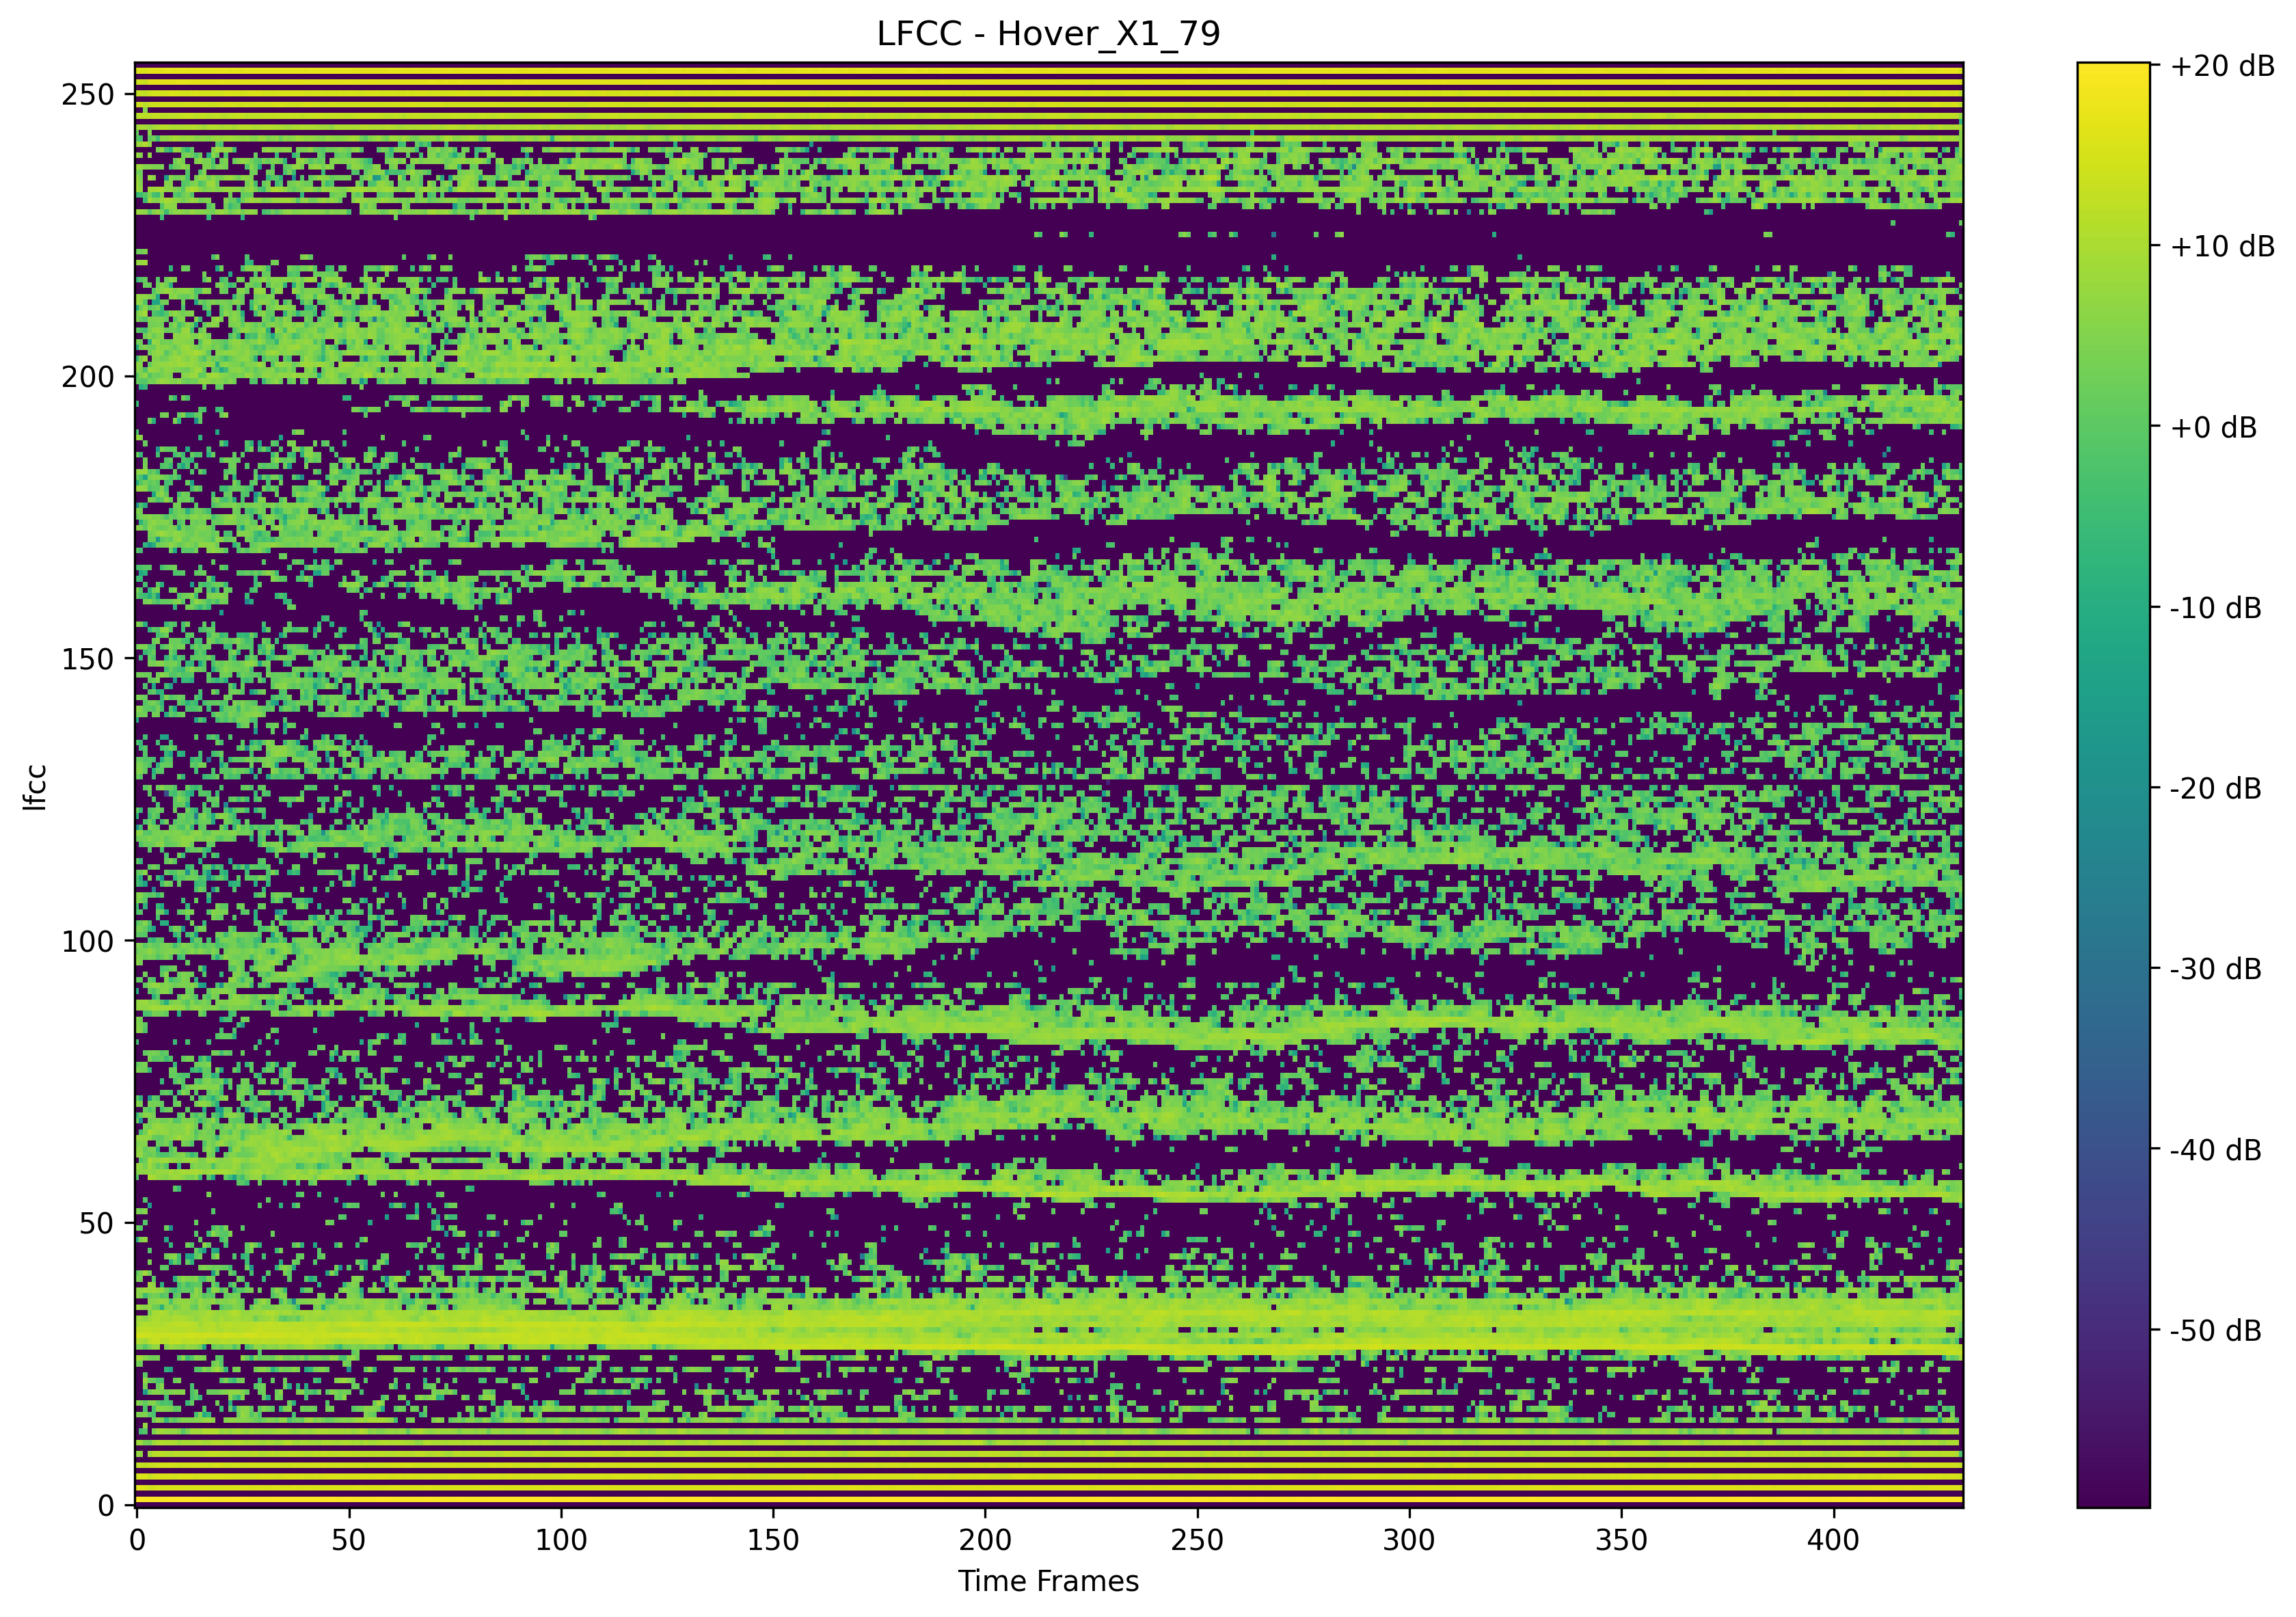 LFCC - Hover_X1_79
250
200
150
100
50
0
lfcc
0 50 100 150 200 250 300 350 400
Time Frames
+20 dB
+10 dB
+0 dB
-10 dB
-20 dB
-30 dB
-40 dB
-50 dB